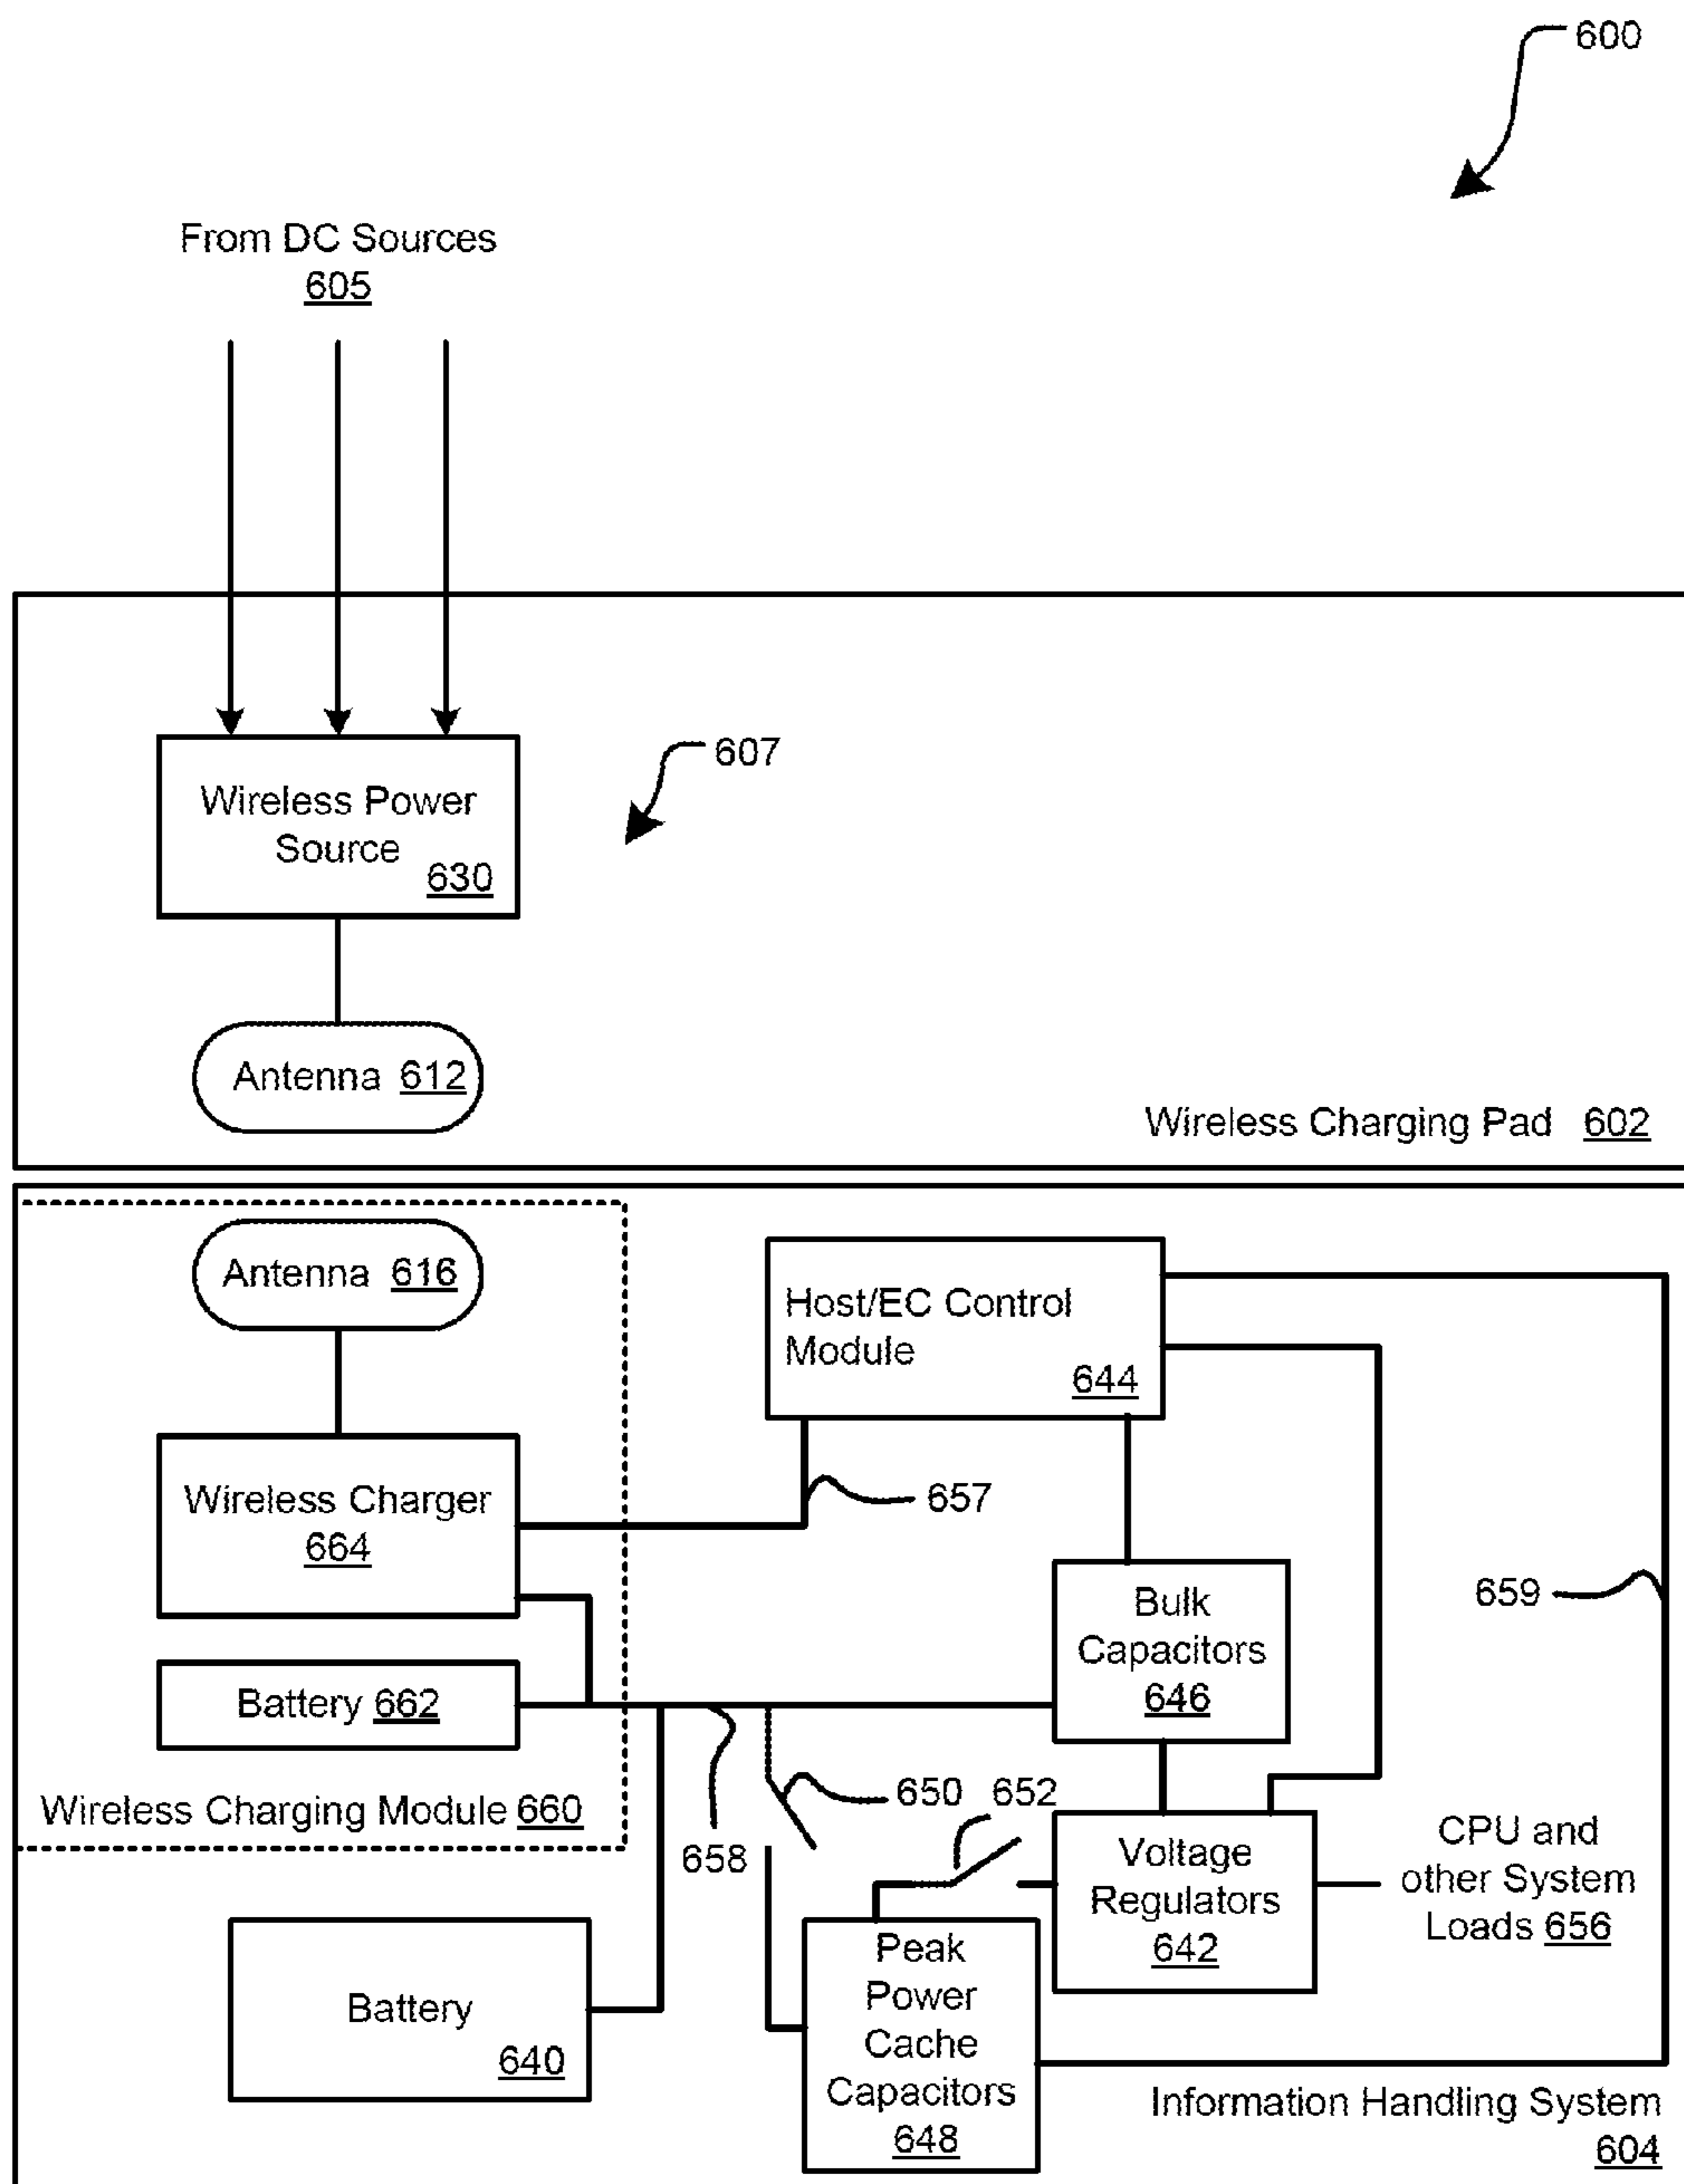 600
From DC Sources
605
607
Wireless Power
Source
630
Antenna 612
Wireless Charging Pad 602
Antenna 616
Host/EC Control
Module
644
Wireless Charger
664
657
Bulk
Capacitors
646
659
Battery 662
Wireless Charging Module 660
658
650
652
Voltage
Regulators
642
CPU and
other System
Loads 656
Battery
640
Peak
Power
Cache
Capacitors
648
Information Handling System
604